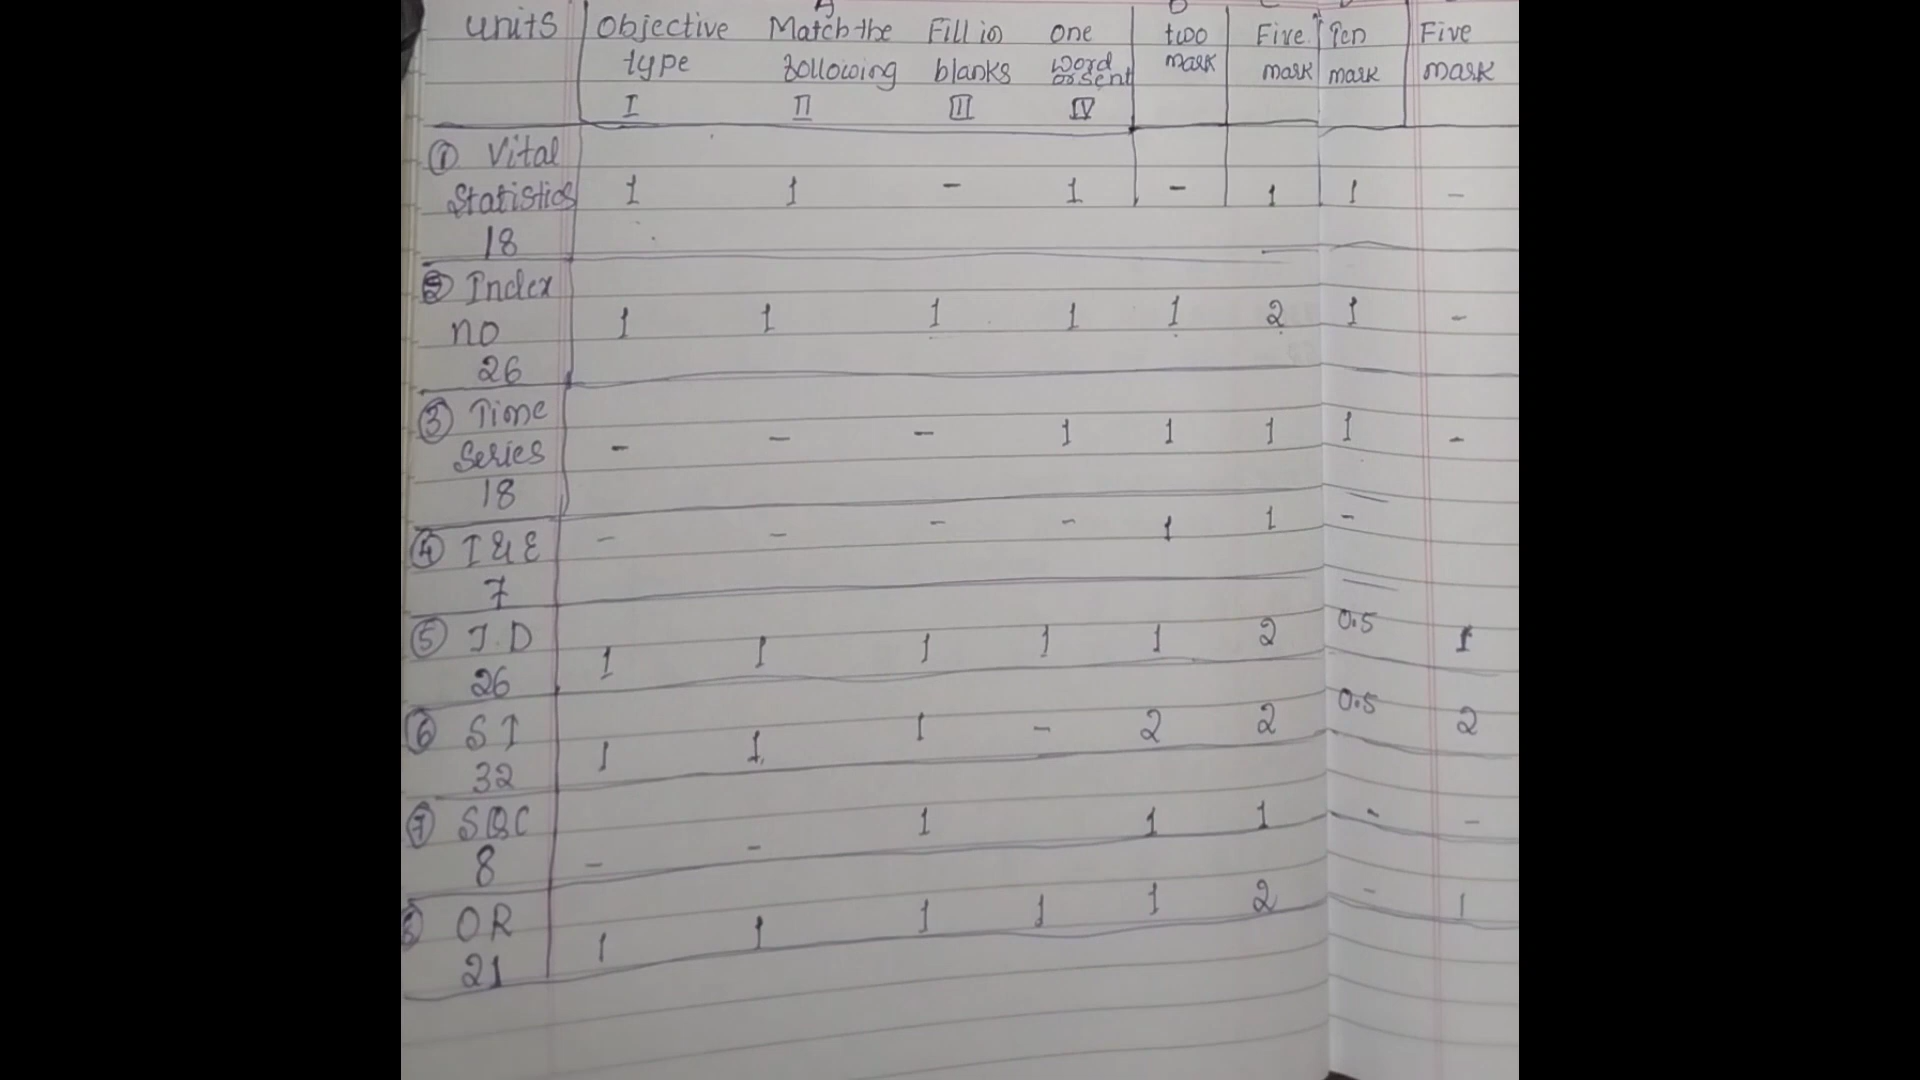 units Objective Match the Fill in one two Five Ten Five
type following blanks word mark mark mark mark
or sent
I II III IV
① Vital
Statistics 1 1 - 1 - 1 1 -
18
② Index
no 1 1 1 1 1 2 1 -
26
③ Time
Series - - - 1 1 1 1 -
18
④ I & E - - - - 1 1 -
7
⑤ T.D 1 1 1 1 1 2 0.5 1
26
⑥ S I 1 1 1 - 2 2 0.5 2
32
⑦ SQC - - 1 1 1 - -
8
⑧ OR 1 1 1 1 1 2 - 1
21